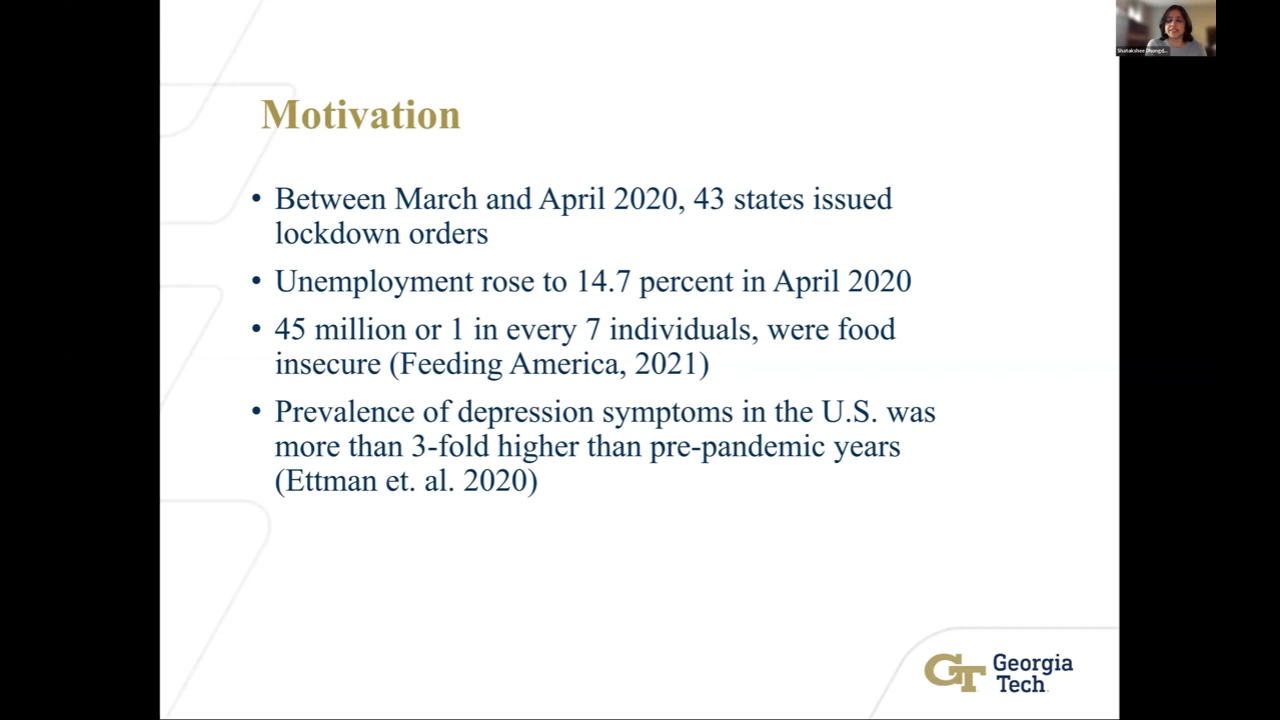 Shatakshee Dhongd...
Motivation
• Between March and April 2020, 43 states issued
lockdown orders
• Unemployment rose to 14.7 percent in April 2020
• 45 million or 1 in every 7 individuals, were food
insecure (Feeding America, 2021)
• Prevalence of depression symptoms in the U.S. was
more than 3-fold higher than pre-pandemic years
(Ettman et. al. 2020)
GT Georgia
Tech